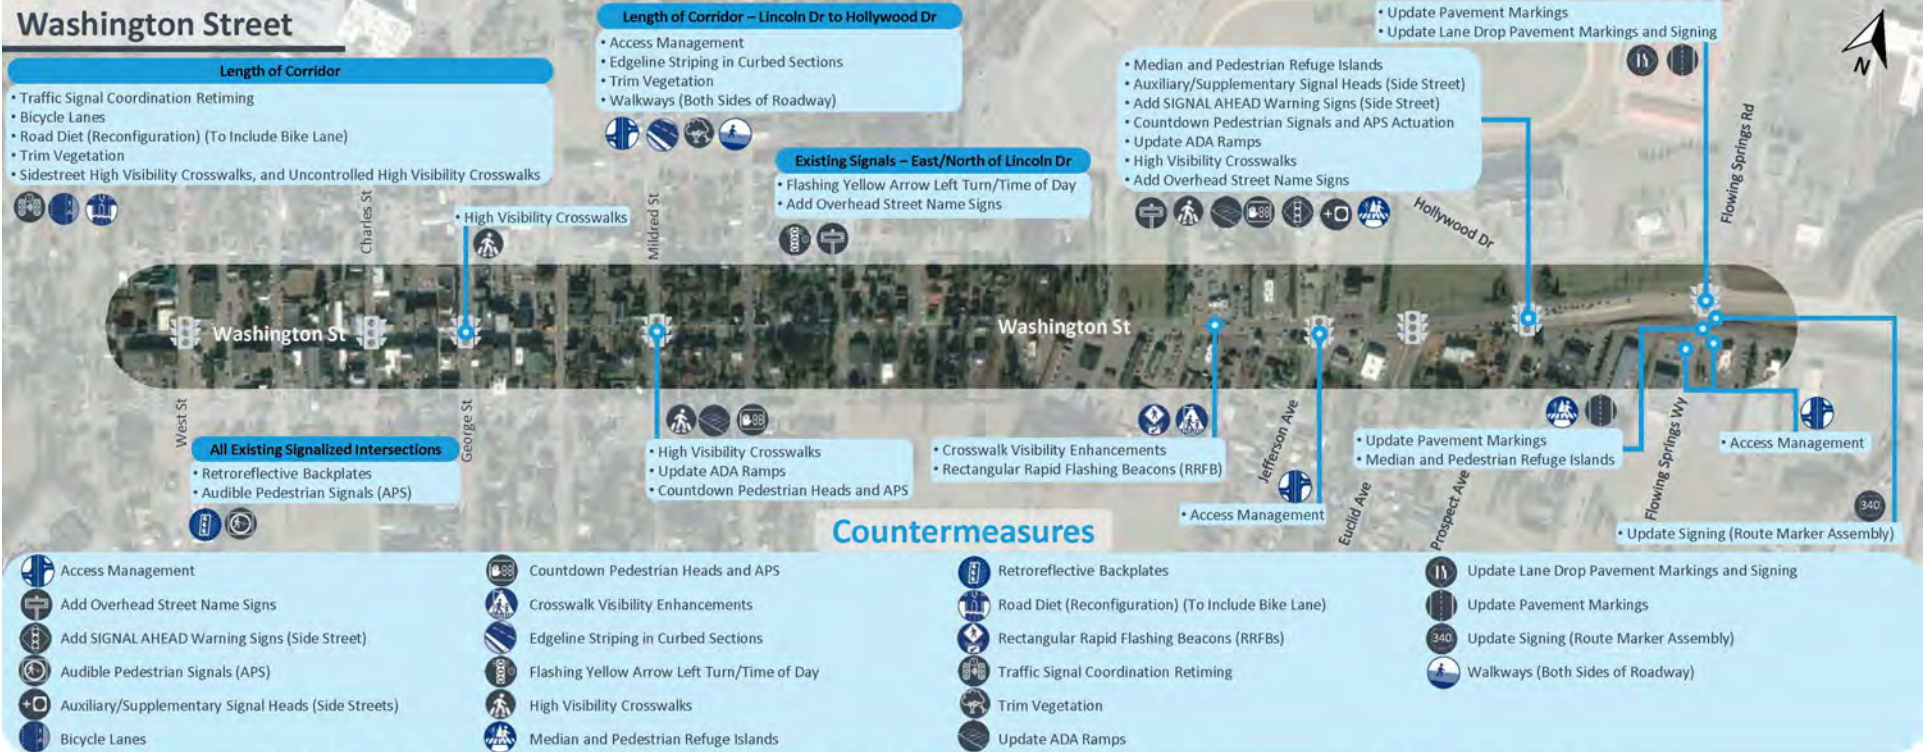 Washington Street
Length of Corridor
• Traffic Signal Coordination Retiming
• Bicycle Lanes
• Road Diet (Reconfiguration) (To Include Bike Lane)
• Trim Vegetation
• Sidestreet High Visibility Crosswalks, and Uncontrolled High Visibility Crosswalks
Length of Corridor – Lincoln Dr to Hollywood Dr
• Access Management
• Edgeline Striping in Curbed Sections
• Trim Vegetation
• Walkways (Both Sides of Roadway)
Existing Signals – East/North of Lincoln Dr
• Flashing Yellow Arrow Left Turn/Time of Day
• Add Overhead Street Name Signs
• Median and Pedestrian Refuge Islands
• Auxiliary/Supplementary Signal Heads (Side Street)
• Add SIGNAL AHEAD Warning Signs (Side Street)
• Countdown Pedestrian Signals and APS Actuation
• Update ADA Ramps
• High Visibility Crosswalks
• Add Overhead Street Name Signs
• Update Pavement Markings
• Update Lane Drop Pavement Markings and Signing
N
• High Visibility Crosswalks
Charles St
Mildred St
Hollywood Dr
Flowing Springs Rd
Washington St
Washington St
West St
George St
Jefferson Ave
Euclid Ave
Prospect Ave
Flowing Springs Wy
All Existing Signalized Intersections
• Retroreflective Backplates
• Audible Pedestrian Signals (APS)
• High Visibility Crosswalks
• Update ADA Ramps
• Countdown Pedestrian Heads and APS
• Crosswalk Visibility Enhancements
• Rectangular Rapid Flashing Beacons (RRFB)
• Access Management
• Update Pavement Markings
• Median and Pedestrian Refuge Islands
• Access Management
340
• Update Signing (Route Marker Assembly)
Countermeasures
Access Management
Add Overhead Street Name Signs
Add SIGNAL AHEAD Warning Signs (Side Street)
Audible Pedestrian Signals (APS)
Auxiliary/Supplementary Signal Heads (Side Streets)
Bicycle Lanes
Countdown Pedestrian Heads and APS
Crosswalk Visibility Enhancements
Edgeline Striping in Curbed Sections
Flashing Yellow Arrow Left Turn/Time of Day
High Visibility Crosswalks
Median and Pedestrian Refuge Islands
Retroreflective Backplates
Road Diet (Reconfiguration) (To Include Bike Lane)
Rectangular Rapid Flashing Beacons (RRFBs)
Traffic Signal Coordination Retiming
Trim Vegetation
Update ADA Ramps
Update Lane Drop Pavement Markings and Signing
Update Pavement Markings
340 Update Signing (Route Marker Assembly)
Walkways (Both Sides of Roadway)